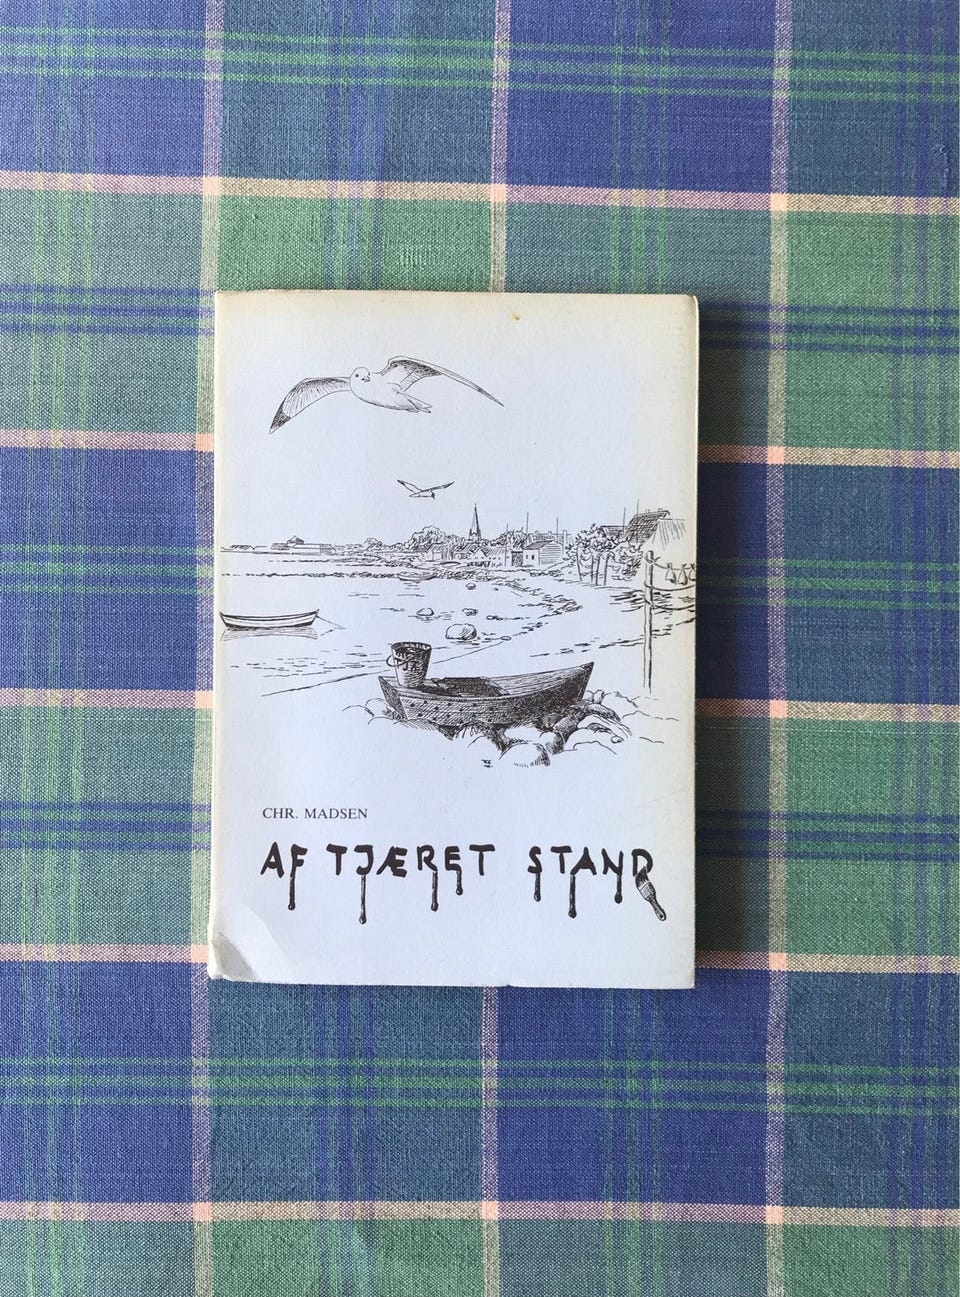 CHR. MADSEN
AF TJÆRET STAND